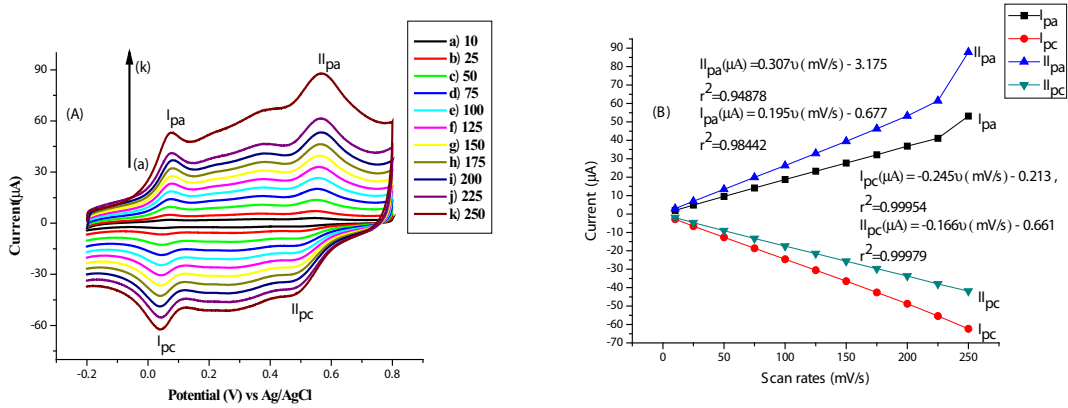 (A)
(k)
(a)
I pa
II pa
I pc
II pc
90
60
30
0
-30
-60
Current(µA)
-0.2 0.0 0.2 0.4 0.6 0.8
Potential (V) vs Ag/AgCl
a) 10
b) 25
c) 50
d) 75
e) 100
f) 125
g) 150
h) 175
i) 200
j) 225
k) 250
(B)
I pa
I pc
II pa
II pc
II pa (µA) =0.307υ ( mV/s) - 3.175
r2=0.94878
I pa (µA) = 0.195υ ( mV/s) - 0.677
r2=0.98442
II pa
I pa
I pc (µA) = -0.245υ ( mV/s) - 0.213 ,
r2=0.99954
II pc (µA) = -0.166υ ( mV/s) - 0.661
r2=0.99979
II pc
I pc
90
80
70
60
50
40
30
20
10
0
-10
-20
-30
-40
-50
-60
-70
Current (µA)
0 50 100 150 200 250
Scan rates (mV/s)